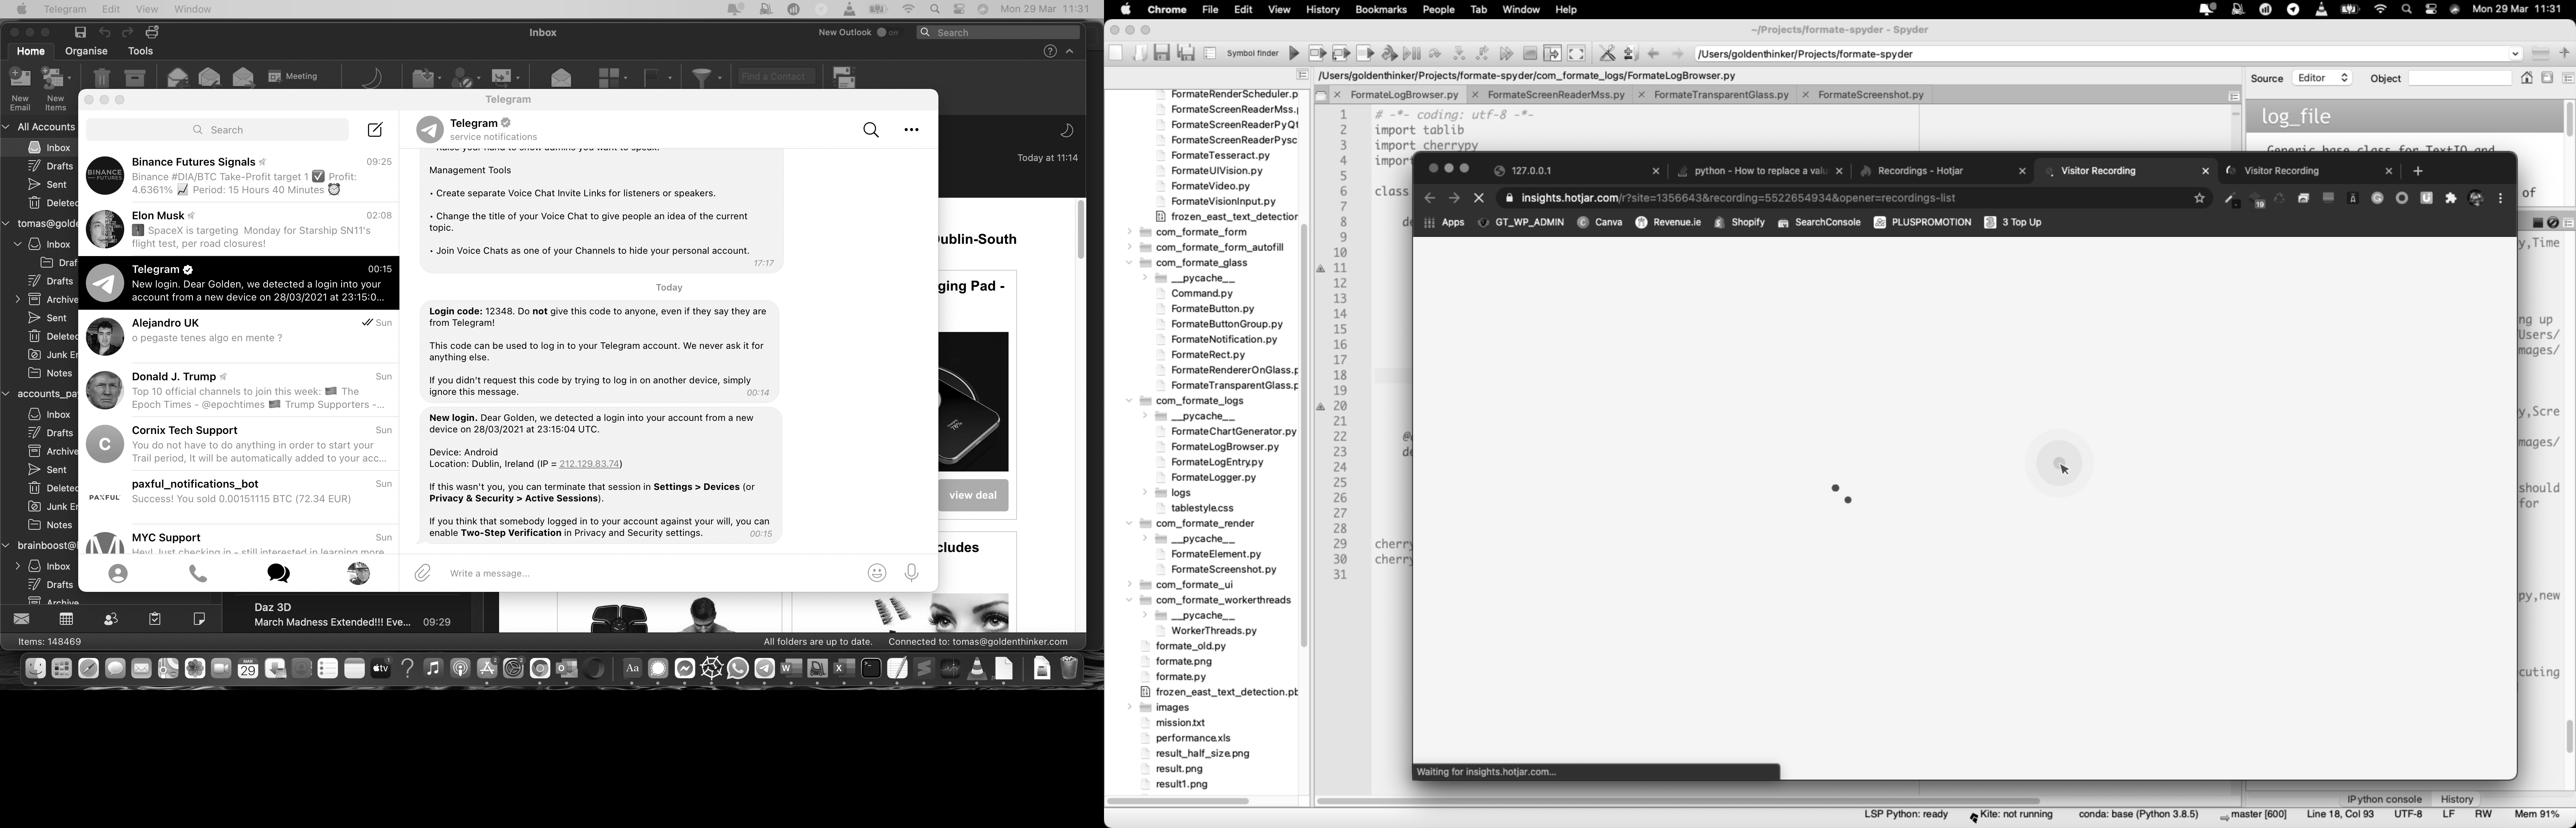 Telegram Edit View Window
Mon 29 Mar 11:31
Inbox
New Outlook
Search
Home Organise Tools
Meeting
Find a Contact
New Email
New Items
All Accounts
Inbox
Drafts
Sent
Inbox
Drafts
Sent
Archive
Junk
Notes
Inbox
Drafts
Sent
Notes
Inbox
Drafts
Items: 148469
Telegram
Search
Binance Futures Signals 09:25
Binance #DIA/BTC Take-Profit target 1 ✅ Profit:
4.6361% 📈 Period: 15 Hours 40 Minutes ⏰
Elon Musk 02:08
SpaceX is targeting Monday for Starship SN11's
flight test, per road closures!
Telegram 00:15
New login. Dear Golden, we detected a login into your
account from a new device on 28/03/2021 at 23:15:0...
Alejandro UK Sun
o pegaste tenes algo en mente ?
Donald J. Trump Sun
Top 10 official channels to join this week: The
Epoch Times - @epochtimes Trump Supporters -...
Cornix Tech Support Sun
You do not have to do anything in order to start your
Trail period, It will be automatically added to your acc...
paxful_notifications_bot Sun
Success! You sold 0.00151115 BTC (72.34 EUR)
MYC Support Sun
Hey! Just checking in - still interested in learning more
Telegram
service notifications
Management Tools
• Create separate Voice Chat Invite Links for listeners or speakers.
• Change the title of your Voice Chat to give people an idea of the current
topic.
• Join Voice Chats as one of your Channels to hide your personal account.
17:17
Today
Login code: 12348. Do not give this code to anyone, even if they say they are
from Telegram!
This code can be used to log in to your Telegram account. We never ask it for
anything else.
If you didn't request this code by trying to log in on another device, simply
ignore this message.
00:14
New login. Dear Golden, we detected a login into your account from a new
device on 28/03/2021 at 23:15:04 UTC.
Device: Android
Location: Dublin, Ireland (IP = 212.129.83.74)
If this wasn't you, you can terminate that session in Settings > Devices (or
Privacy & Security > Active Sessions).
If you think that somebody logged in to your account against your will, you can
enable Two-Step Verification in Privacy and Security settings.
00:15
Write a message...
Today at 11:14
Dublin-South
ging Pad -
view deal
cludes
Daz 3D
March Madness Extended!!! Eve... 09:29
All folders are up to date. Connected to: tomas@goldenthinker.com
Chrome File Edit View History Bookmarks People Tab Window Help
Mon 29 Mar 11:31
~/Projects/formate-spyder - Spyder
Symbol finder
/Users/goldenthinker/Projects/formate-spyder
/Users/goldenthinker/Projects/formate-spyder/com_formate_logs/FormateLogBrowser.py
FormateLogBrowser.py FormateScreenReaderMss.py FormateTransparentGlass.py FormateScreenshot.py
FormateRenderScheduler.p
FormateScreenReaderMss.
FormateScreenReaderPyQt
FormateScreenReaderPysc
FormateTesseract.py
FormateUIVision.py
FormateVideo.py
FormateVisionInput.py
frozen_east_text_detection
com_formate_form
com_formate_form_autofill
com_formate_glass
__pycache__
Command.py
FormateButton.py
FormateButtonGroup.py
FormateNotification.py
FormateRect.py
FormateRendererOnGlass.p
FormateTransparentGlass.p
com_formate_logs
__pycache__
FormateChartGenerator.py
FormateLogBrowser.py
FormateLogEntry.py
FormateLogger.py
logs
tablestyle.css
com_formate_render
__pycache__
FormateElement.py
FormateScreenshot.py
com_formate_ui
com_formate_workerthreads
__pycache__
WorkerThreads.py
formate_old.py
formate.png
formate.py
frozen_east_text_detection.pb
images
mission.txt
performance.xls
result_half_size.png
result.png
result1.png
1 # -*- coding: utf-8 -*-
2 import tablib
3 import cherrypy
4 import
5
6 class
7
8 de
9
10
11
12
13
14
15
16
17
18
19
20
21
22
23 de
24
25
26
27
28
29 cherry
30 cherry
31
Source Editor Object
log_file
Generic base class for TextIO and
127.0.0.1
python - How to replace a valu
Recordings - Hotjar
Visitor Recording
Visitor Recording
insights.hotjar.com/r?site=1356643&recording=5522654934&opener=recordings-list
Apps GT_WP_ADMIN Canva Revenue.ie Shopify SearchConsole PLUSPROMOTION 3 Top Up
Waiting for insights.hotjar.com...
IPython console History
LSP Python: ready Kite: not running conda: base (Python 3.8.5) master [600] Line 18, Col 93 UTF-8 LF RW Mem 91%